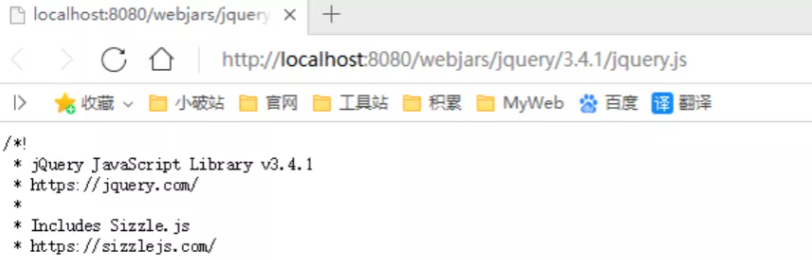 localhost:8080/webjars/jquery
http://localhost:8080/webjars/jquery/3.4.1/jquery.js
收藏 小破站 官网 工具站 积累 MyWeb 百度 译 翻译
/*!
* jQuery JavaScript Library v3.4.1
* https://jquery.com/
*
* Includes Sizzle.js
* https://sizzlejs.com/